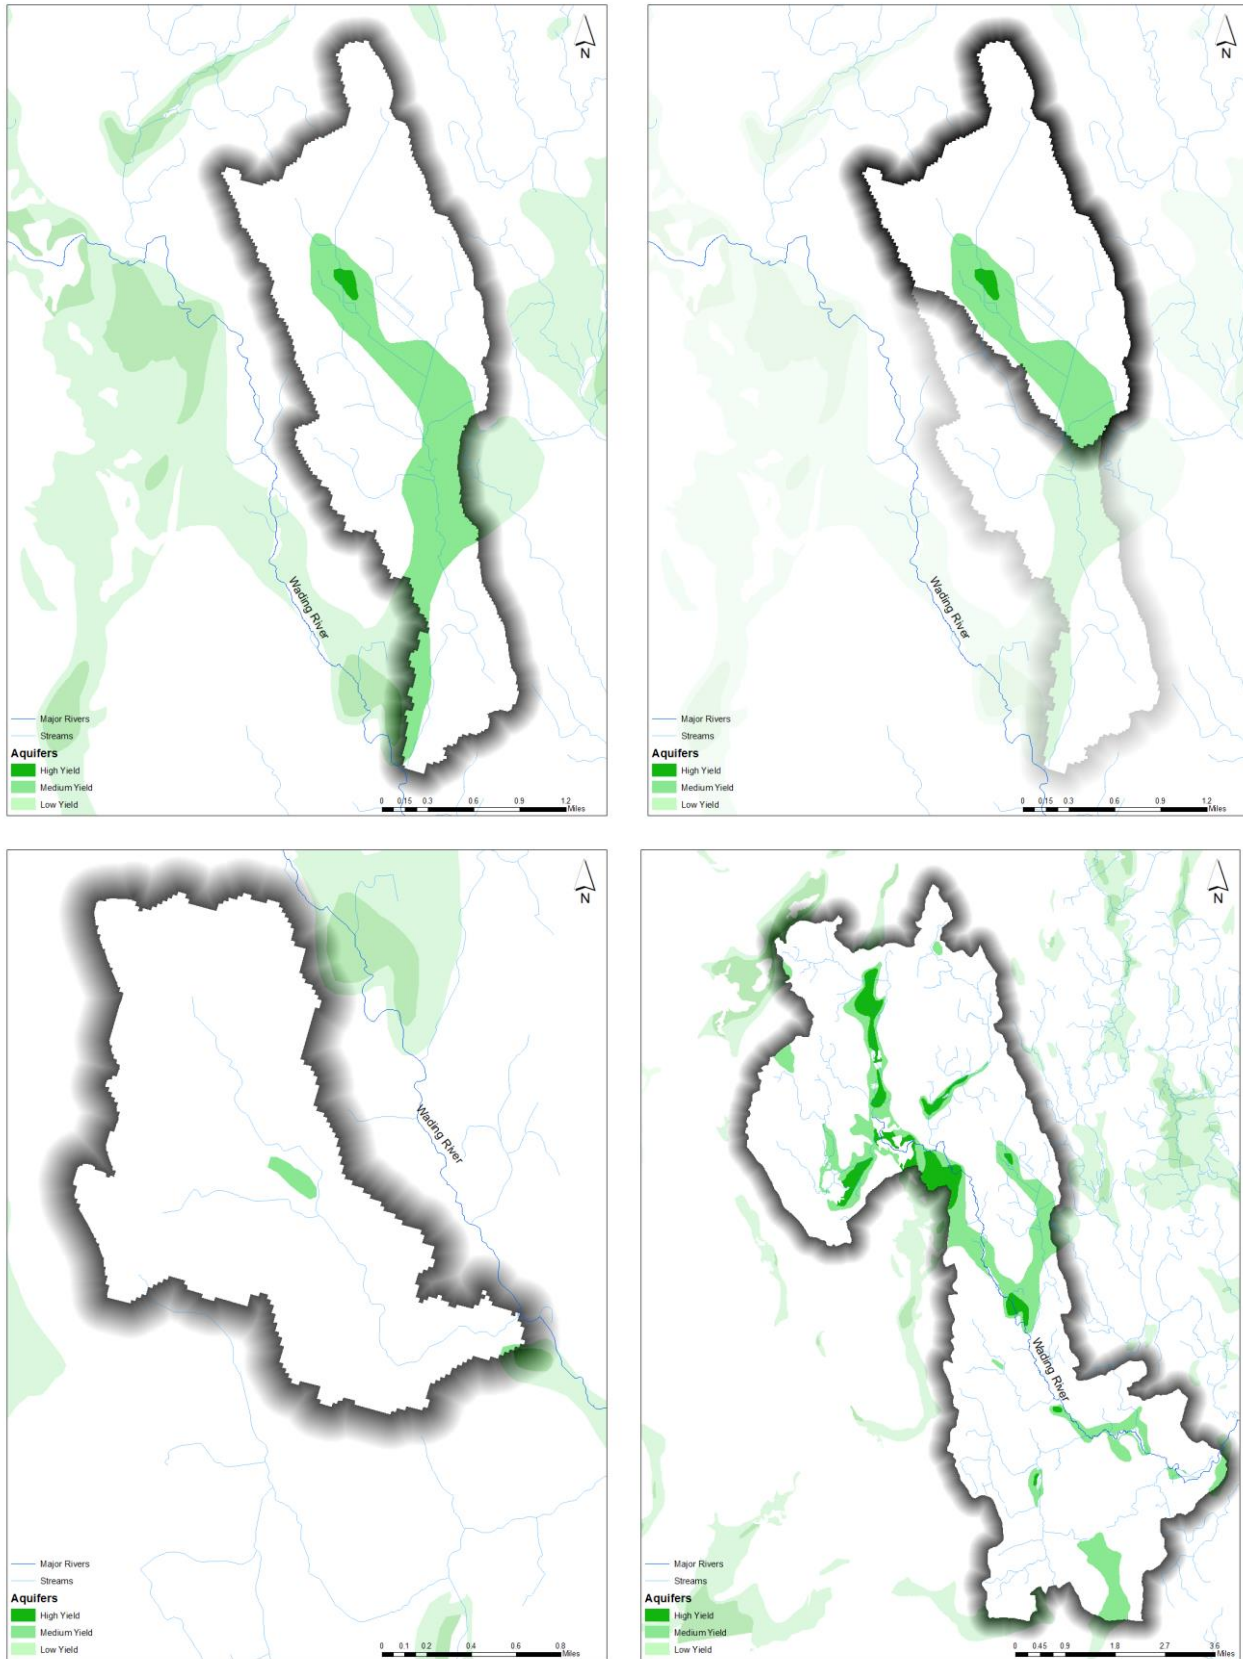 N
Wading River
Major Rivers
Streams
Aquifers
High Yield
Medium Yield
Low Yield
0 0.15 0.3 0.6 0.9 1.2
Miles
N
Wading River
Major Rivers
Streams
Aquifers
High Yield
Medium Yield
Low Yield
0 0.15 0.3 0.6 0.9 1.2
Miles
N
Wading River
Major Rivers
Streams
Aquifers
High Yield
Medium Yield
Low Yield
0 0.1 0.2 0.4 0.6 0.8
Miles
N
Wading River
Major Rivers
Streams
Aquifers
High Yield
Medium Yield
Low Yield
0 0.45 0.9 1.8 2.7 3.6
Miles